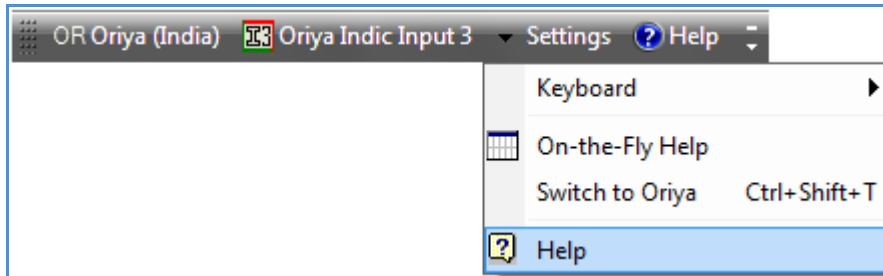 OR Oriya (India) I3 Oriya Indic Input 3 Settings ? Help
Keyboard
On-the-Fly Help
Switch to Oriya Ctrl+Shift+T
? Help